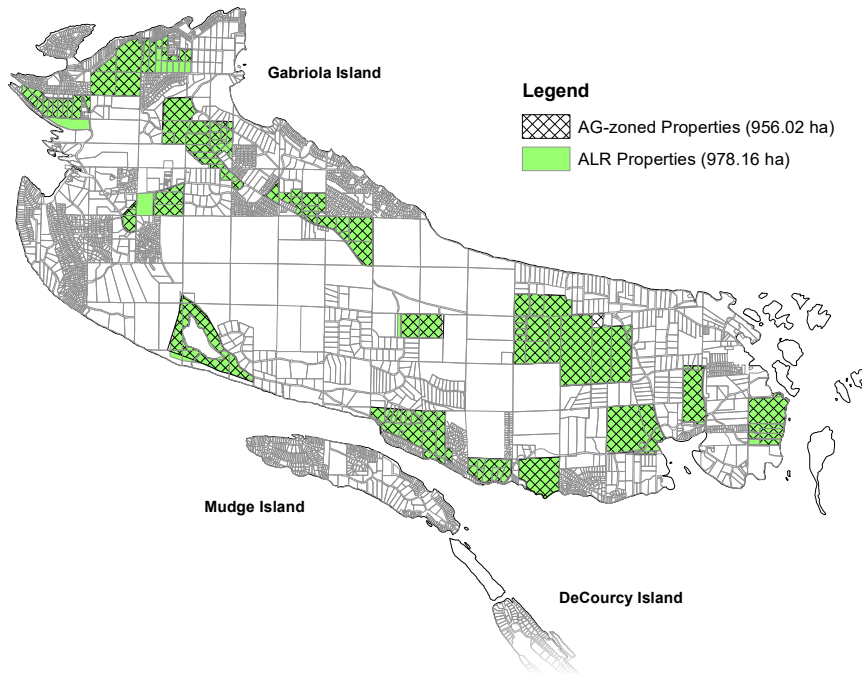 Gabriola Island
Legend
AG-zoned Properties (956.02 ha)
ALR Properties (978.16 ha)
Mudge Island
DeCourcy Island